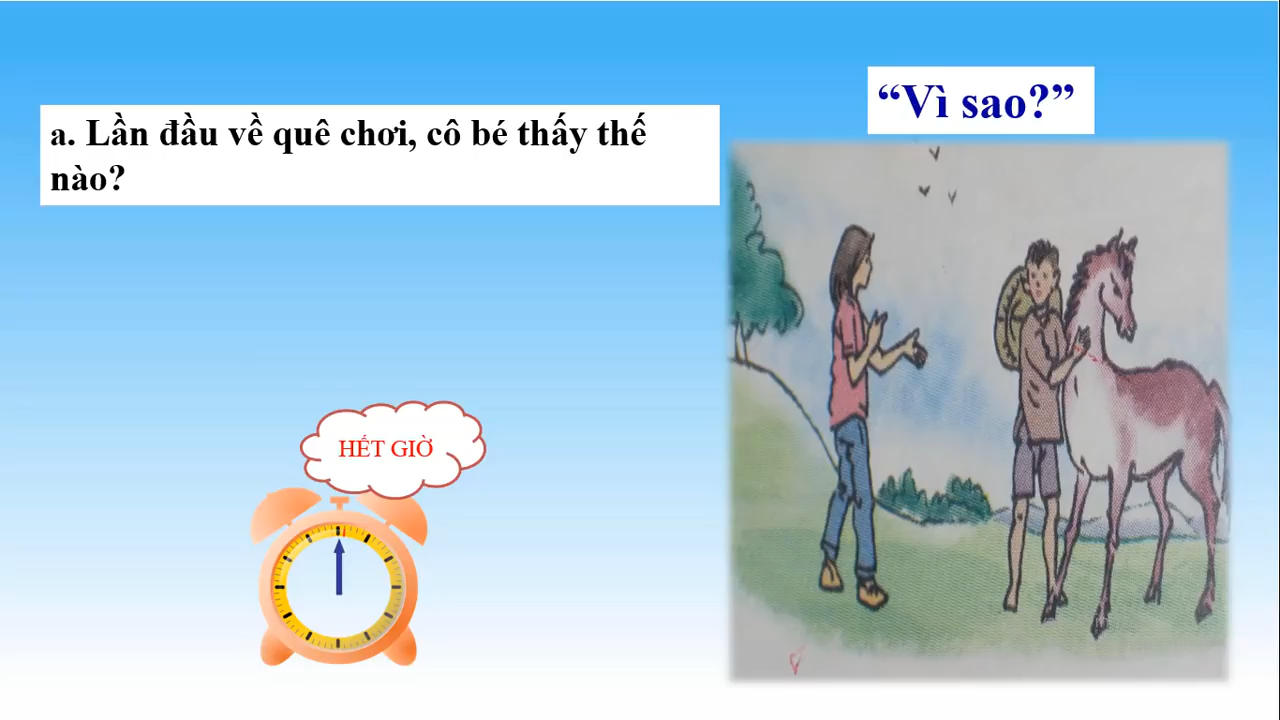 “Vì sao?”
a. Lần đầu về quê chơi, cô bé thấy thế
nào?
HẾT GIỜ